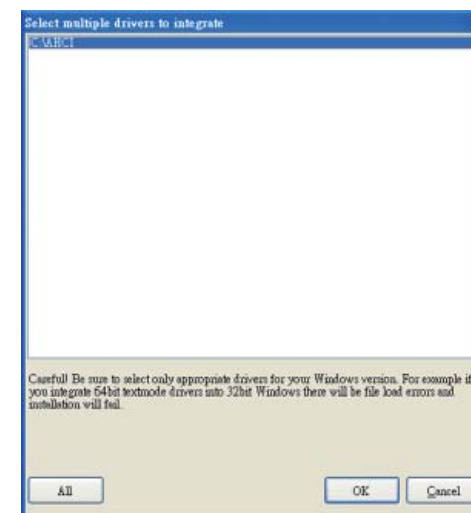 Select multiple drivers to integrate
C:\AHCI
Careful! Be sure to select only appropriate drivers for your Windows version. For example if
you integrate 64bit textmode drivers into 32bit Windows there will be file load errors and
installation will fail.
All OK Cancel